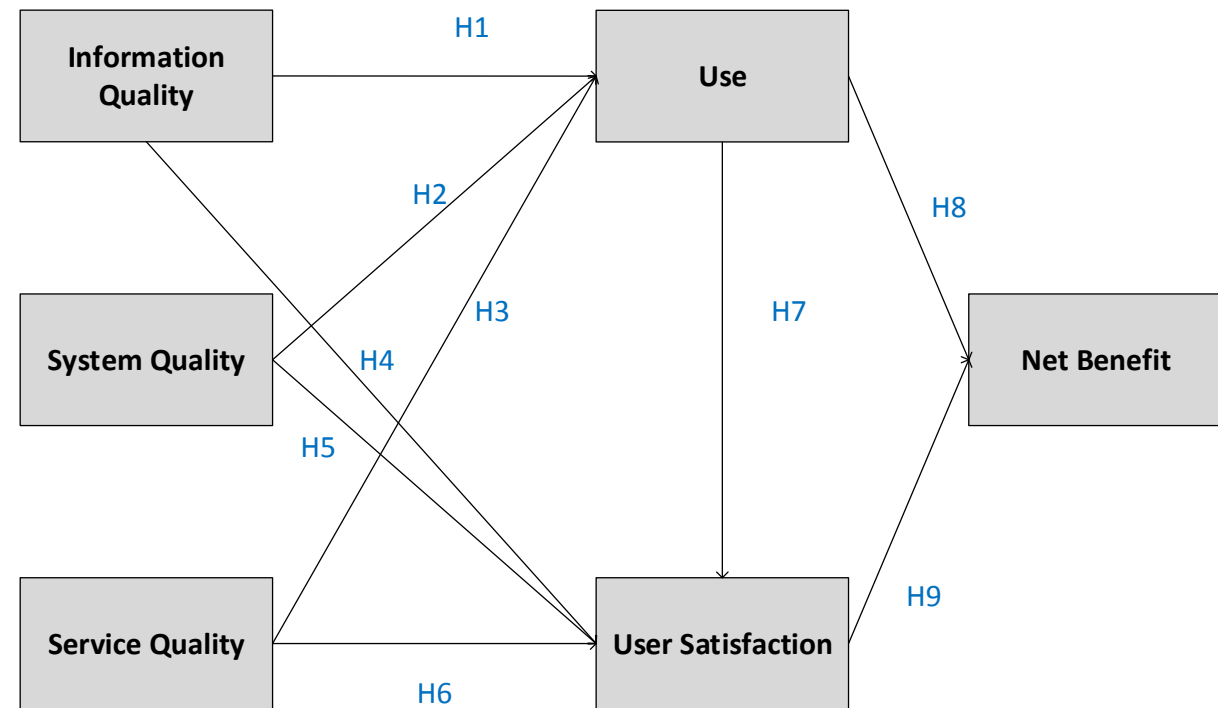 H1
Information
Quality
Use
H2
H8
H3
H7
System Quality
H4
Net Benefit
H5
H9
Service Quality
User Satisfaction
H6